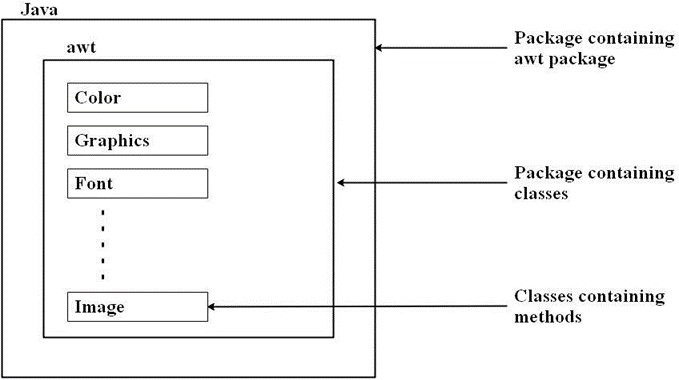 Java
awt
Color
Graphics
Font
Image
Package containing
awt package
Package containing
classes
Classes containing
methods